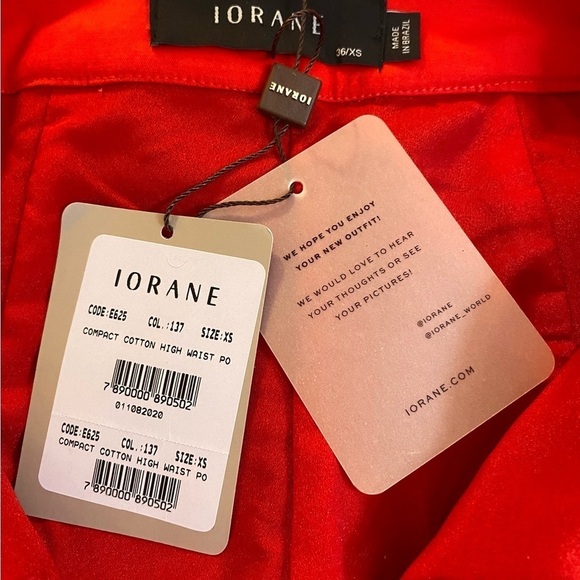 IORANE
36/XS
MADE
IN BRAZIL
IORANE
IORANE
CODE:E625 COL.:137 SIZE:XS
COMPACT COTTON HIGH WAIST PO
7 890000 890502
011082020
CODE:E625 COL.:137 SIZE:XS
COMPACT COTTON HIGH WAIST PO
7 890000 890502
WE HOPE YOU ENJOY
YOUR NEW OUTFIT!
WE WOULD LOVE TO HEAR
YOUR THOUGHTS OR SEE
YOUR PICTURES!
@IORANE
@IORANE_WORLD
IORANE.COM